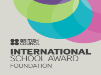 BRITISH
COUNCIL
INTERNATIONAL
SCHOOL AWARD
FOUNDATION